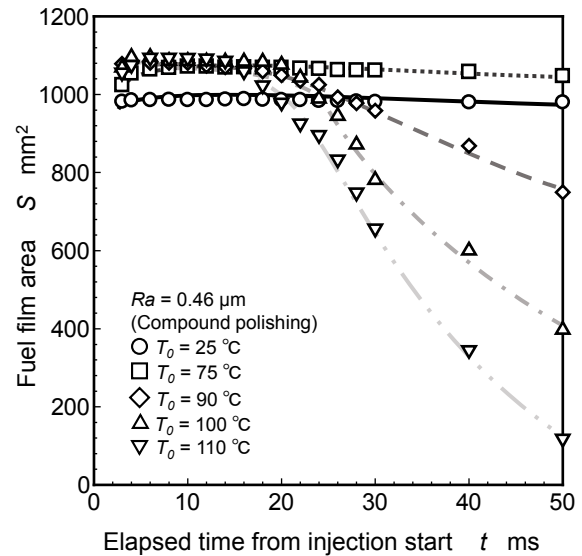 1200
1000
800
600
400
200
0
Fuel film area S mm²
Ra = 0.46 μm
(Compound polishing)
T₀ = 25 ℃
T₀ = 75 ℃
T₀ = 90 ℃
T₀ = 100 ℃
T₀ = 110 ℃
0 10 20 30 40 50
Elapsed time from injection start t ms